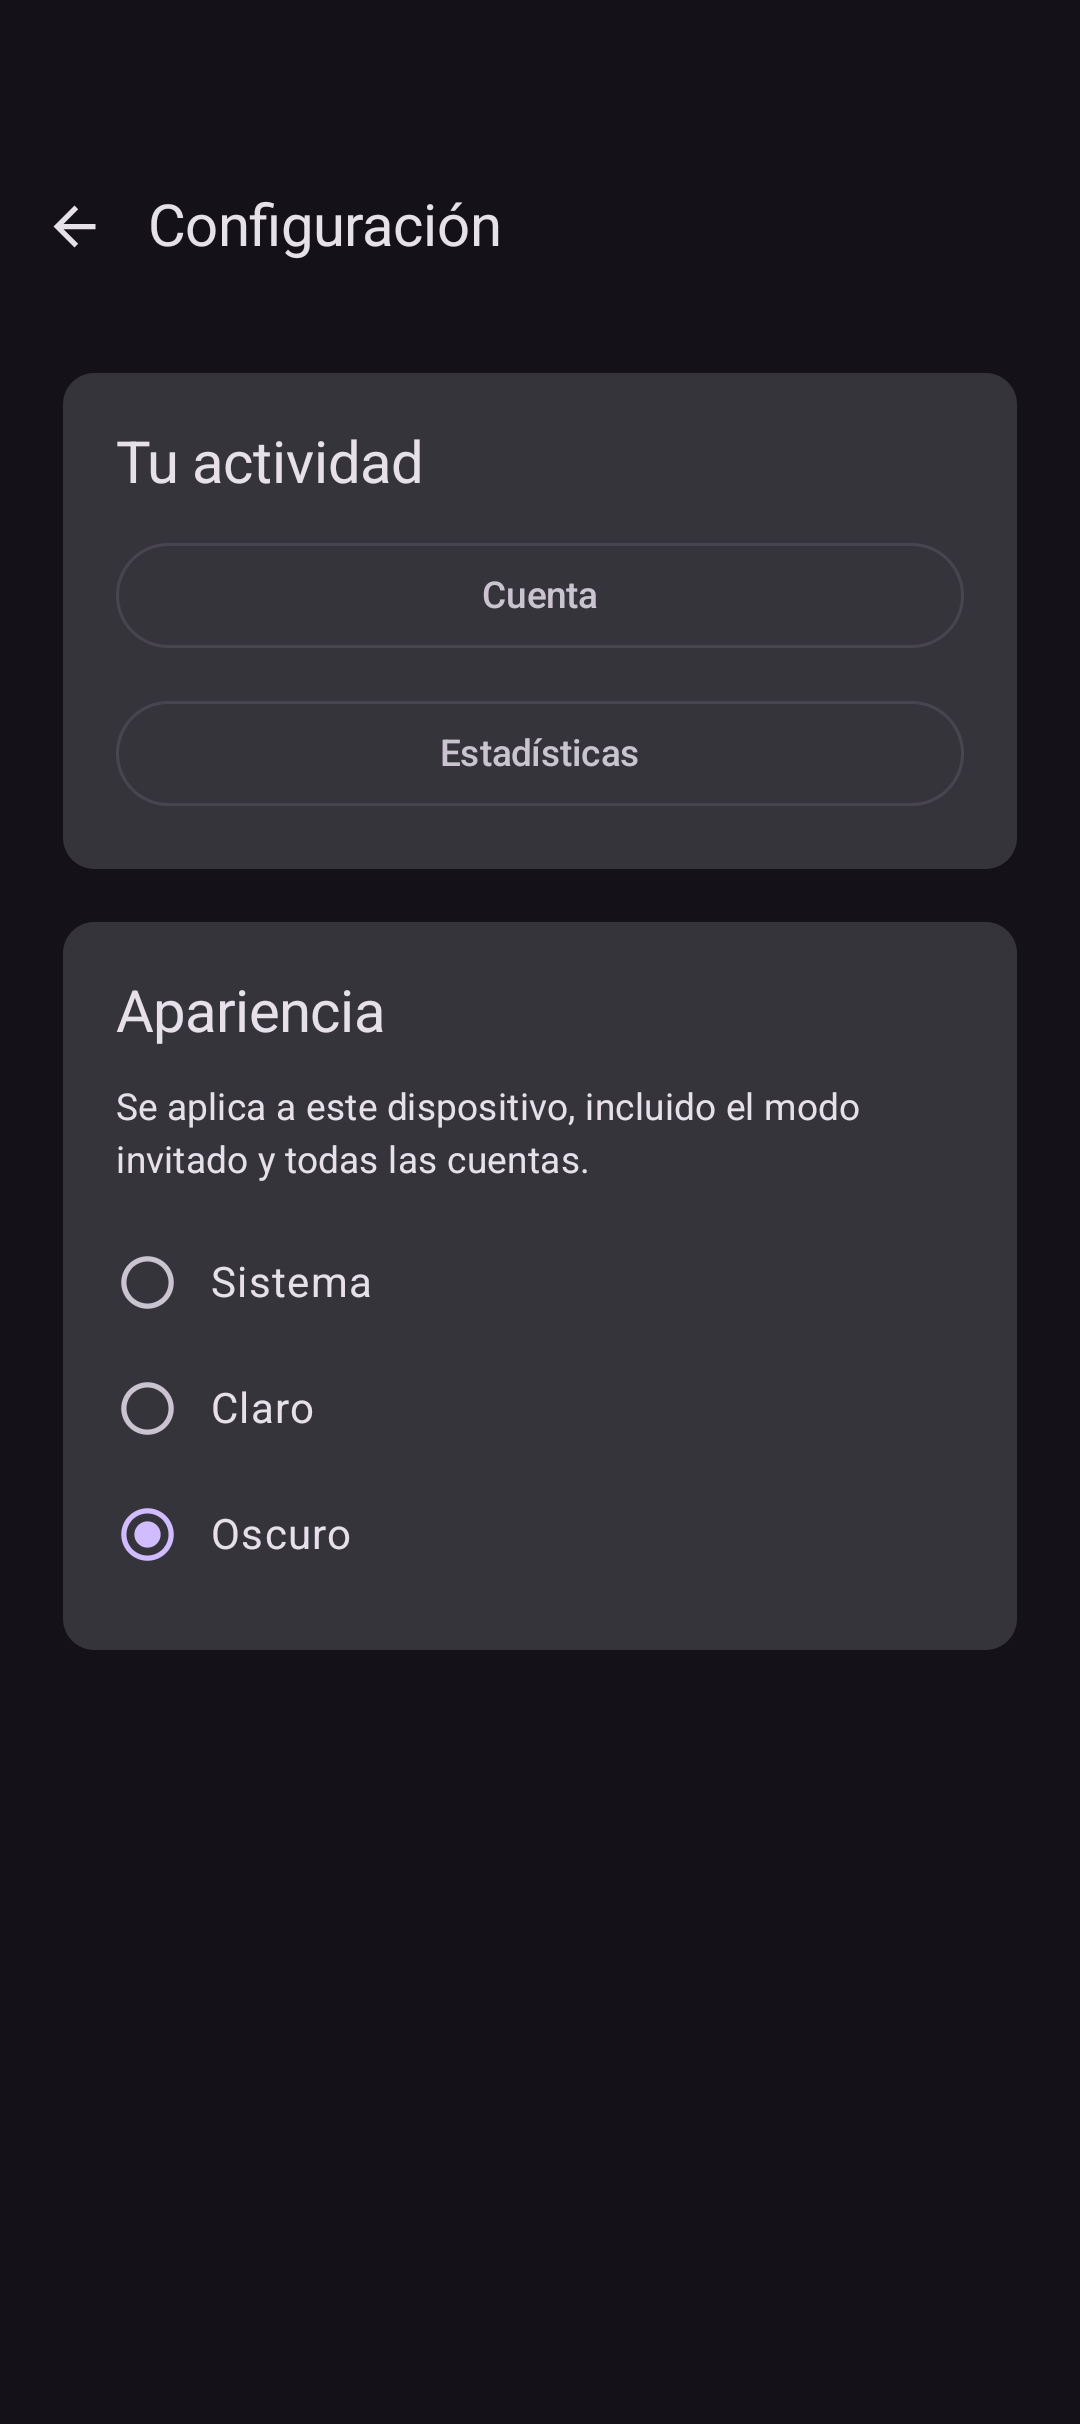 Configuración
Tu actividad
Cuenta
Estadísticas
Apariencia
Se aplica a este dispositivo, incluido el modo
invitado y todas las cuentas.
Sistema
Claro
Oscuro